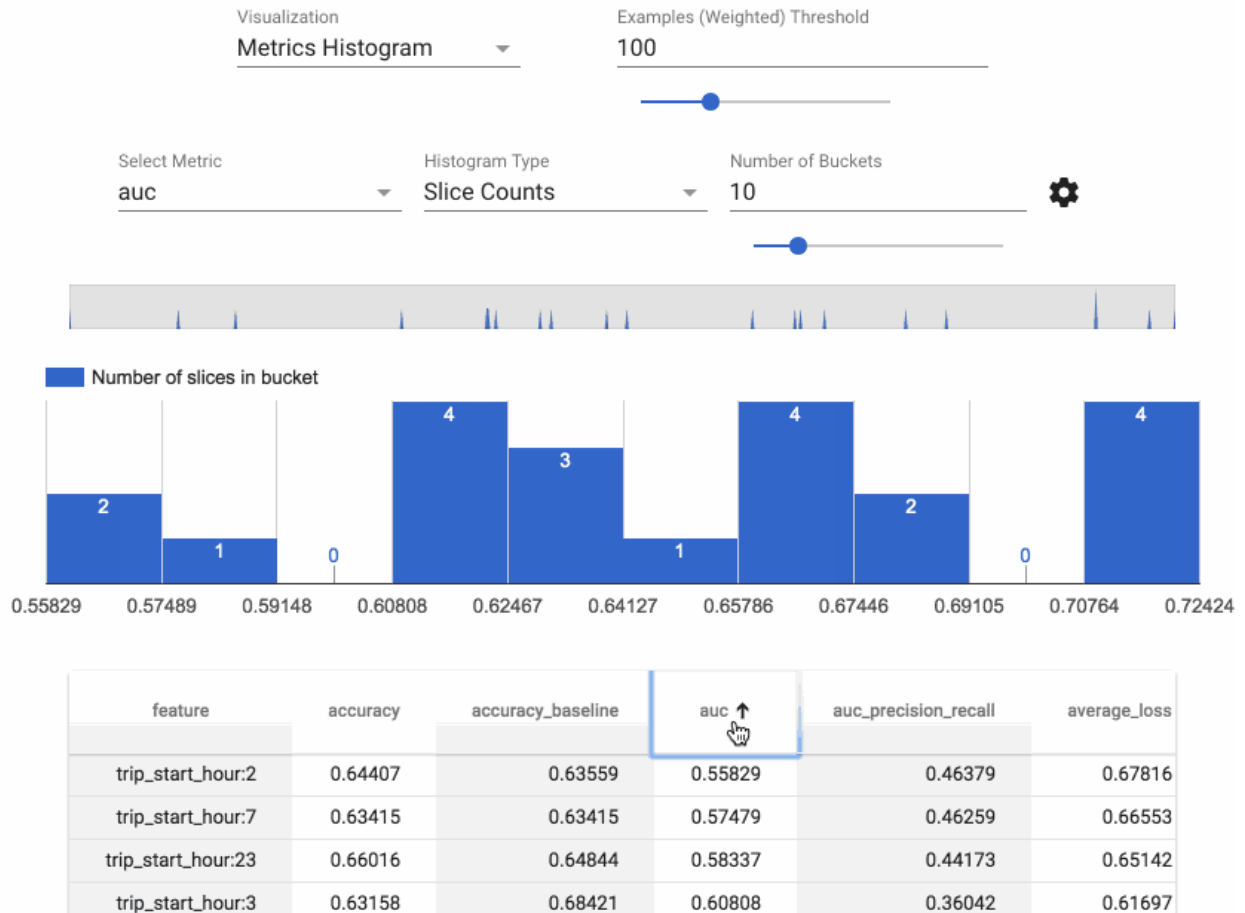 Visualization Examples (Weighted) Threshold
Metrics Histogram 100
Select Metric Histogram Type Number of Buckets
auc Slice Counts 10
Number of slices in bucket
2 1 0 4 3 1 4 2 0 4
0.55829 0.57489 0.59148 0.60808 0.62467 0.64127 0.65786 0.67446 0.69105 0.70764 0.72424
feature accuracy accuracy_baseline auc auc_precision_recall average_loss
trip_start_hour:2 0.64407 0.63559 0.55829 0.46379 0.67816
trip_start_hour:7 0.63415 0.63415 0.57479 0.46259 0.66553
trip_start_hour:23 0.66016 0.64844 0.58337 0.44173 0.65142
trip_start_hour:3 0.63158 0.68421 0.60808 0.36042 0.61697